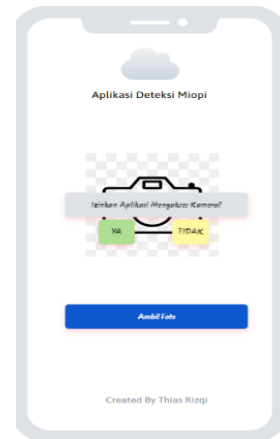 Aplikasi Deteksi Miopi
Izinkan Aplikasi Mengakses Kamera?
YA TIDAK
Ambil Foto
Created By Thias Rizqi